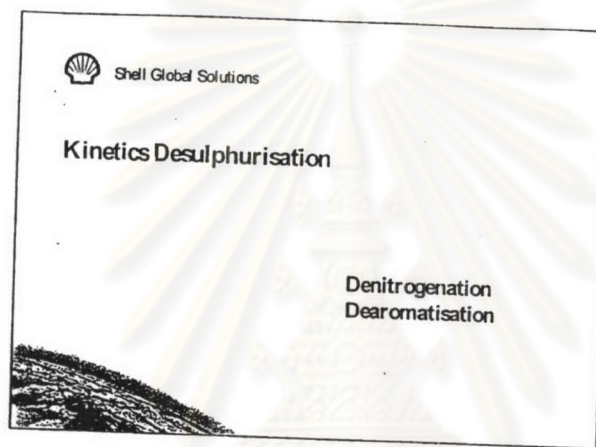 Shell Global Solutions
Kinetics Desulphurisation
Denitrogenation
Dearomatisation